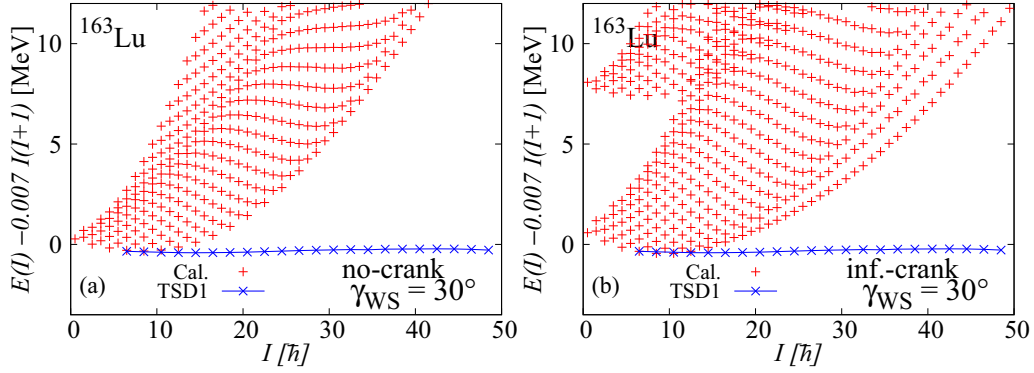 E(I) −0.007 I(I+1) [MeV]
10
5
0
163Lu
(a)
Cal.
TSD1
no-crank
γWS = 30°
0 10 20 30 40 50
I [ħ]
E(I) −0.007 I(I+1) [MeV]
10
5
0
163Lu
(b)
Cal.
TSD1
inf.-crank
γWS = 30°
0 10 20 30 40 50
I [ħ]